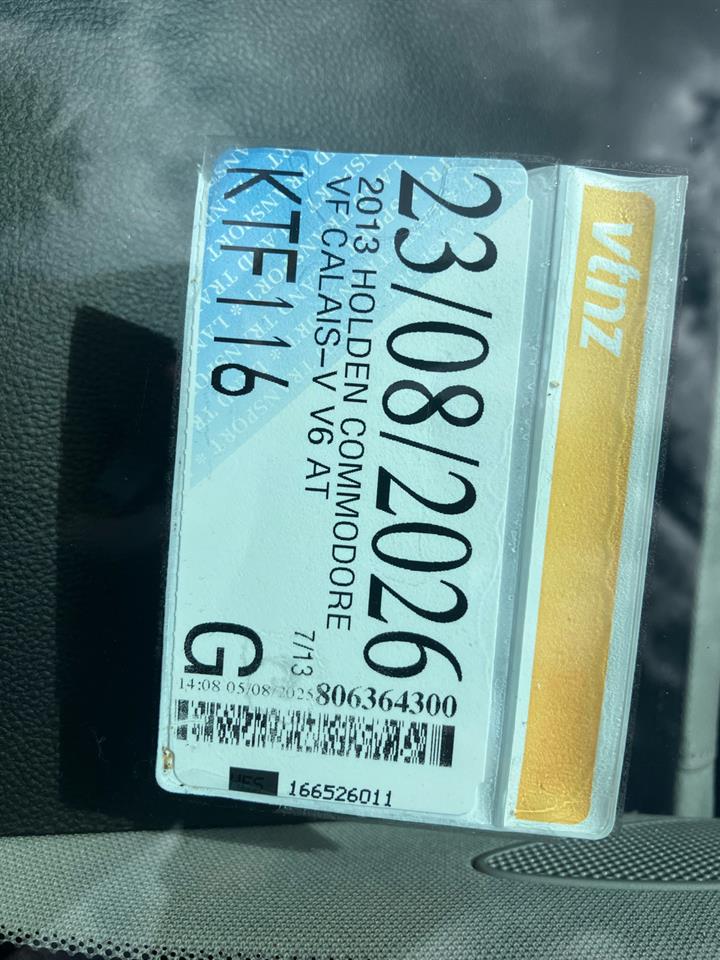 vtnz
23/08/2026
2013 HOLDEN COMMODORE
VF CALAIS-V V6 AT
KTF116
7/13
G
14:08 05/08/2025
806364300
166526011